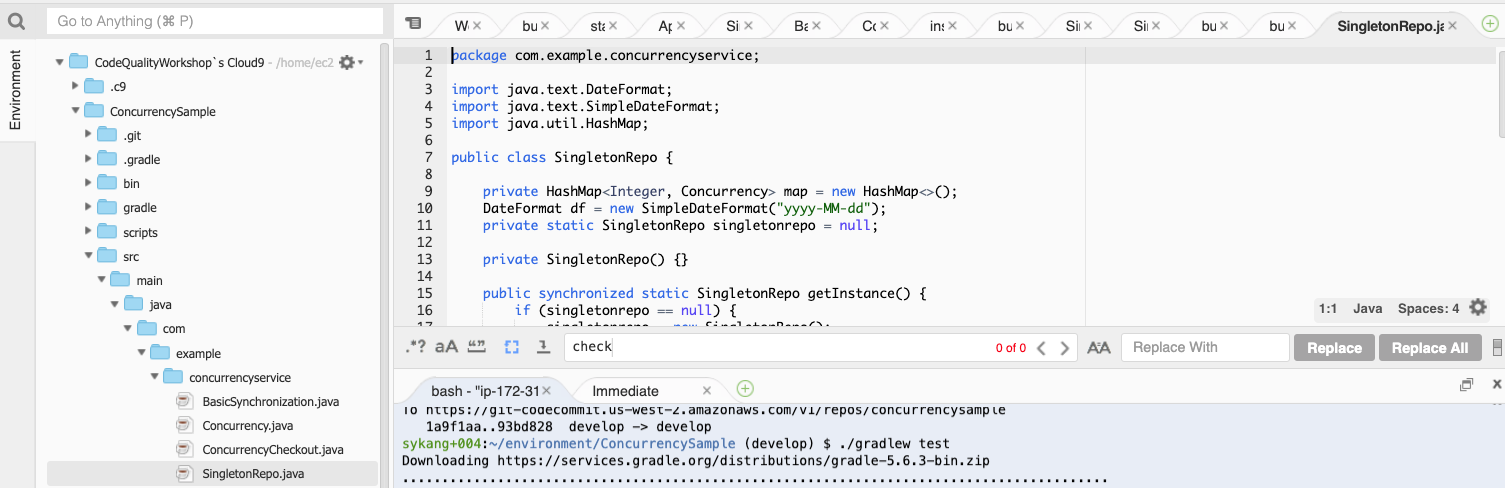 Go to Anything (⌘ P)
Environment
CodeQualityWorkshop`s Cloud9 - /home/ec2
.c9
ConcurrencySample
.git
.gradle
bin
gradle
scripts
src
main
java
com
example
concurrencyservice
BasicSynchronization.java
Concurrency.java
ConcurrencyCheckout.java
SingletonRepo.java
bu
sta
Ap
Si
Ba
Co
ins
bu
Si
Si
bu
bu
SingletonRepo.ja
1 package com.example.concurrencyservice;
2
3 import java.text.DateFormat;
4 import java.text.SimpleDateFormat;
5 import java.util.HashMap;
6
7 public class SingletonRepo {
8
9 private HashMap<Integer, Concurrency> map = new HashMap<>();
10 DateFormat df = new SimpleDateFormat("yyyy-MM-dd");
11 private static SingletonRepo singletonrepo = null;
12
13 private SingletonRepo() {}
14
15 public synchronized static SingletonRepo getInstance() {
16 if (singletonrepo == null) {
17 singletonrepo = new SingletonRepo();
1:1 Java Spaces: 4
.*? aA “” check 0 of 0 AA Replace With Replace Replace All
bash - "ip-172-31 Immediate
To https://git-codecommit.us-west-2.amazonaws.com/v1/repos/concurrencysample
1a9f1aa..93bd828 develop -> develop
sykang+004:~/environment/ConcurrencySample (develop) $ ./gradlew test
Downloading https://services.gradle.org/distributions/gradle-5.6.3-bin.zip
.........................................................................................